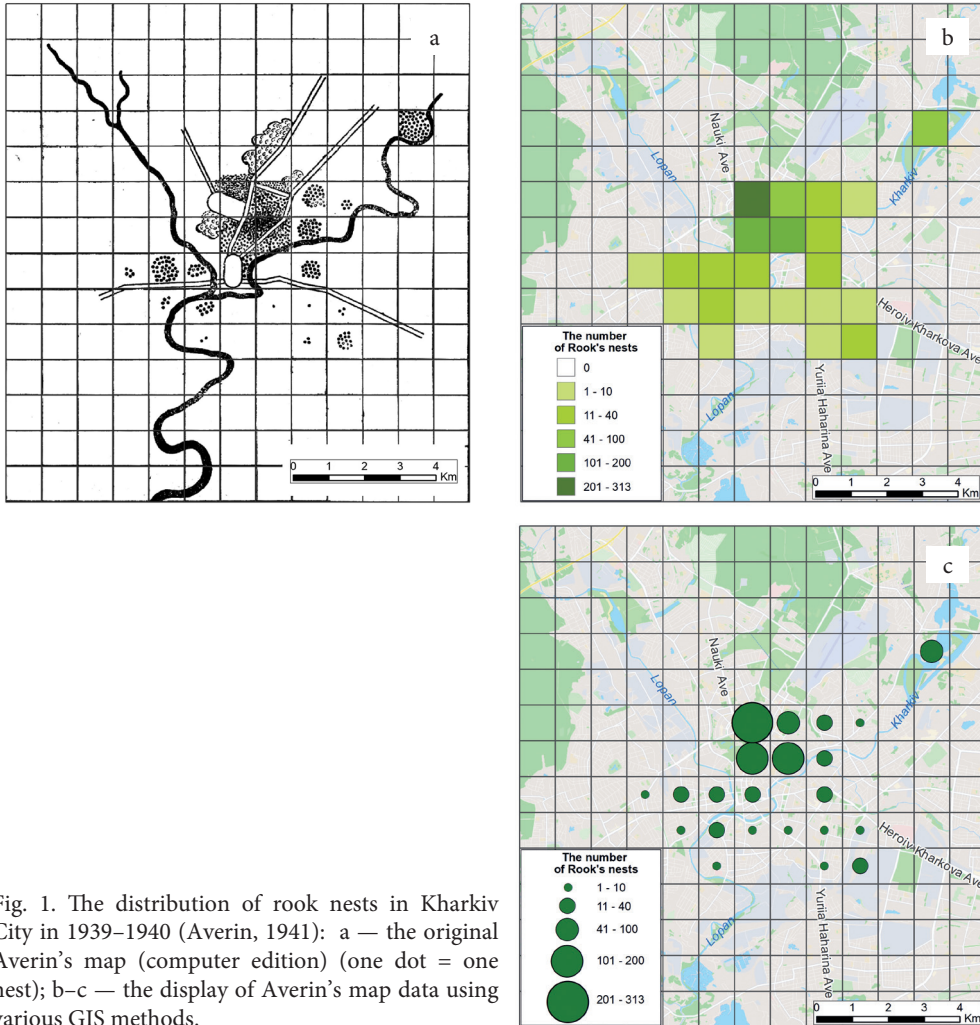 a
0 1 2 3 4
Km
b
Nauki Ave
Lopan
Kharkiv
Heroiv Kharkova Ave
Yuriia Haharina Ave
Lopan
The number
of Rook's nests
0
1 - 10
11 - 40
41 - 100
101 - 200
201 - 313
0 1 2 3 4
Km
c
Nauki Ave
Lopan
Kharkiv
Heroiv Kharkova Ave
Yuriia Haharina Ave
Lopan
The number
of Rook's nests
1 - 10
11 - 40
41 - 100
101 - 200
201 - 313
0 1 2 3 4
Km
Fig. 1. The distribution of rook nests in Kharkiv
City in 1939–1940 (Averin, 1941): a — the original
Averin's map (computer edition) (one dot = one
nest); b–c — the display of Averin's map data using
various GIS methods.